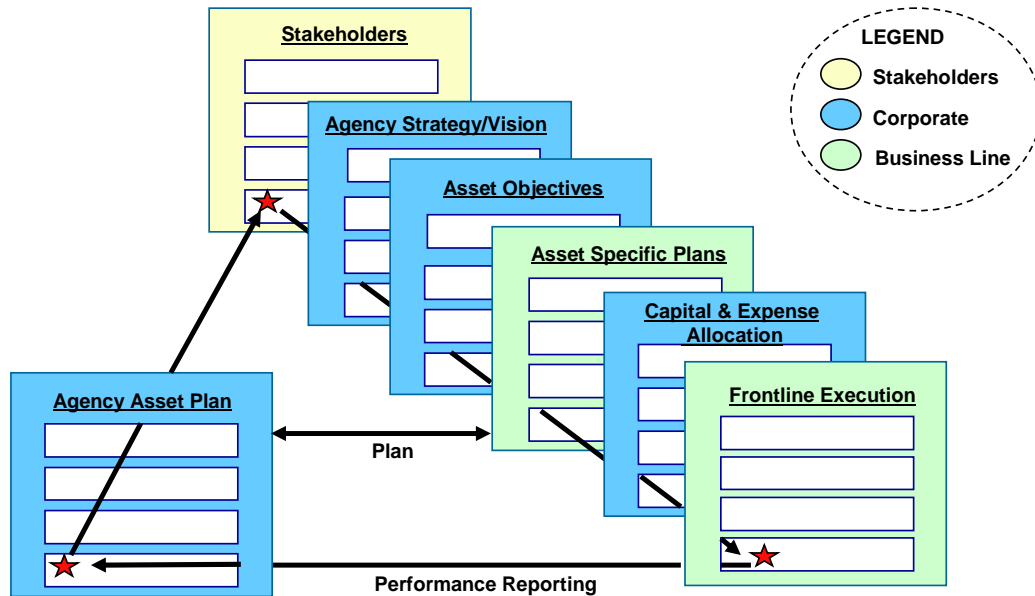 Stakeholders
LEGEND
Stakeholders
Corporate
Business Line
Agency Strategy/Vision
Asset Objectives
Asset Specific Plans
Capital & Expense
Allocation
Frontline Execution
Agency Asset Plan
Plan
Performance Reporting